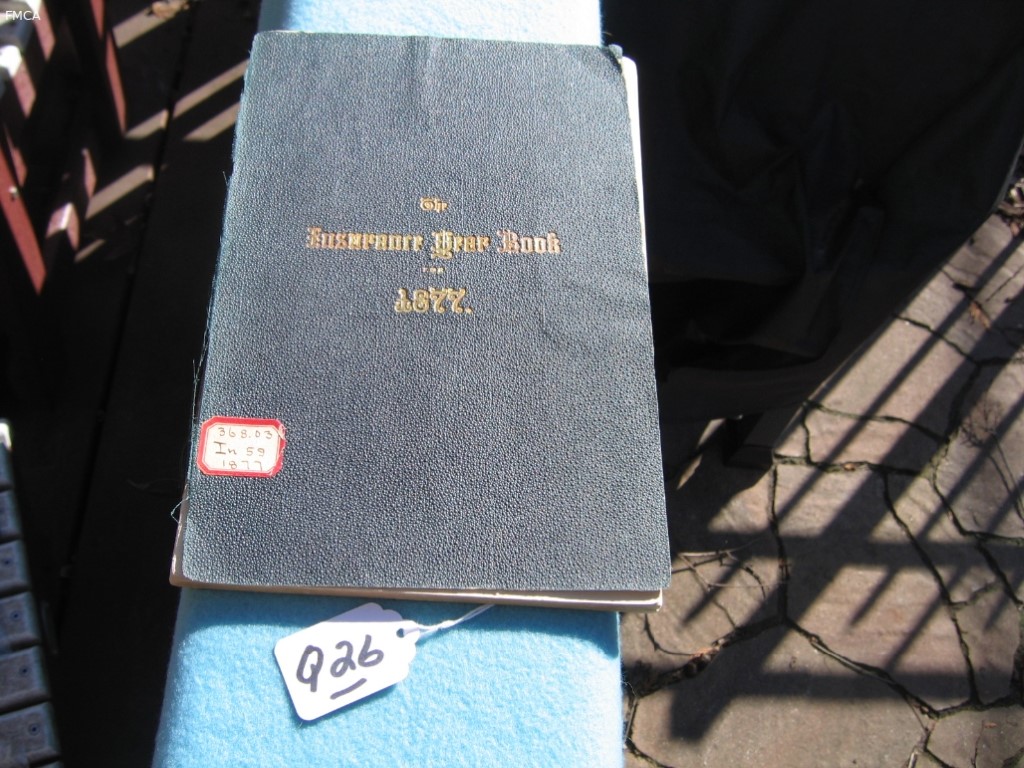 FMCA
The
Insurance Year Book
FOR
1877.
368.03
In 59
1877
Q26